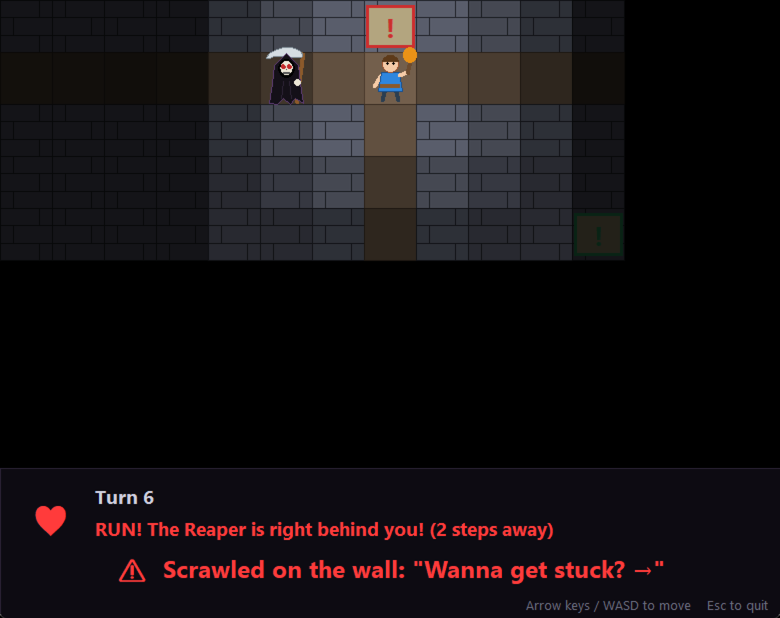 !
!
Turn 6
RUN! The Reaper is right behind you! (2 steps away)
Scrawled on the wall: "Wanna get stuck? →"
Arrow keys / WASD to move Esc to quit